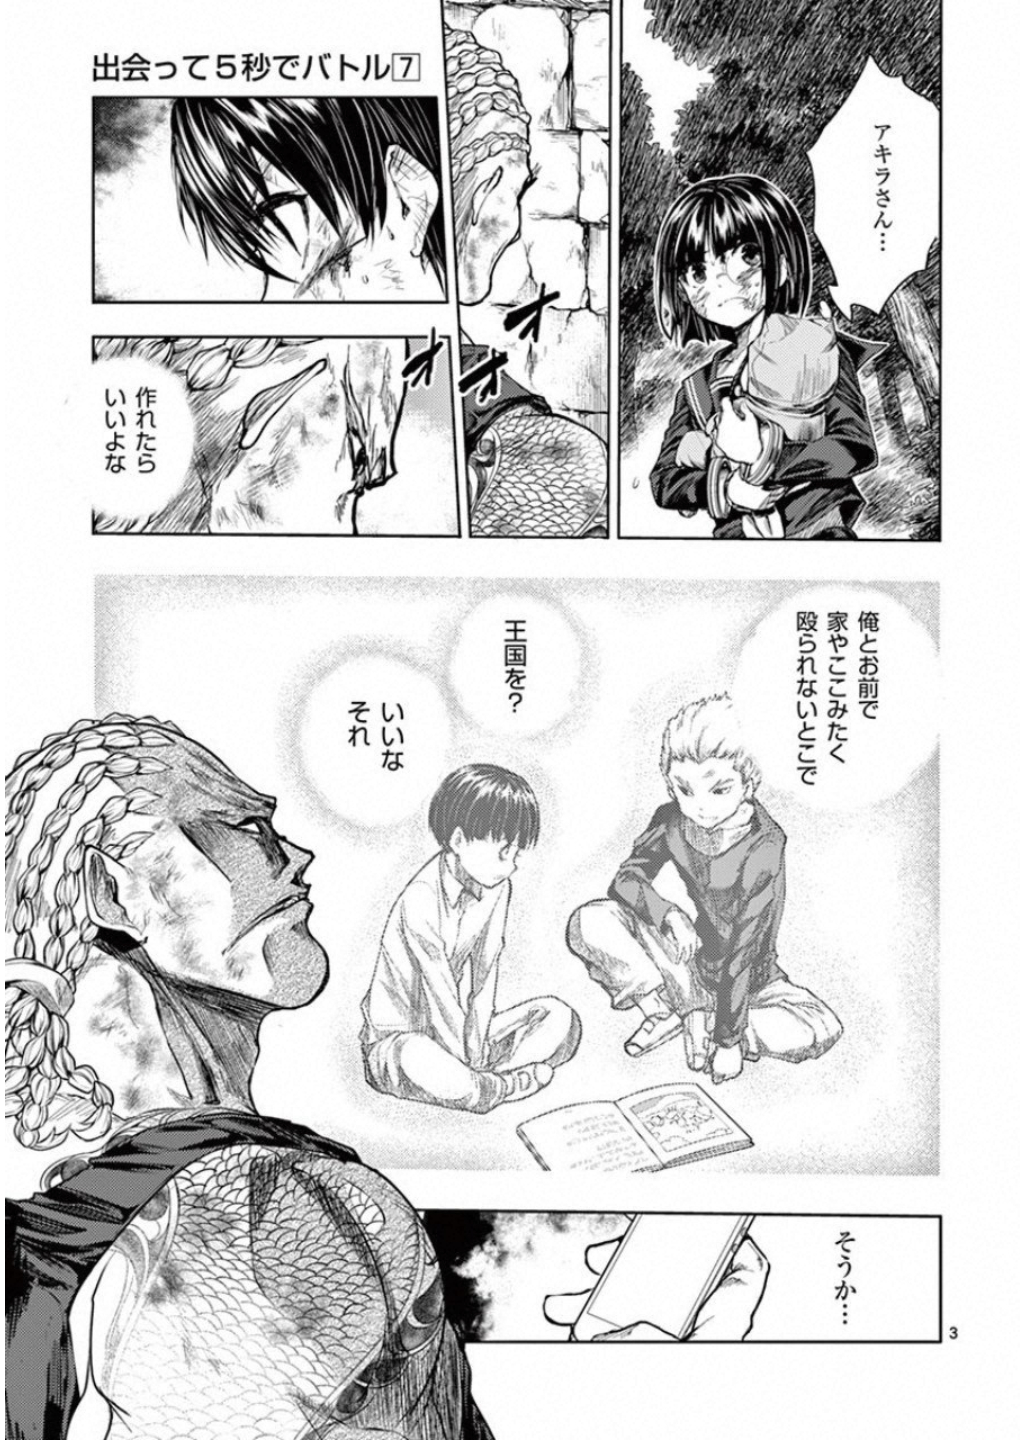 出会って5秒でバトル7
アキラさん…
オオオオ
作れたら
いいよな
俺とお前で
家やここみたく
殴られないとこで
王国を？
いいな
それ
そうか…
3